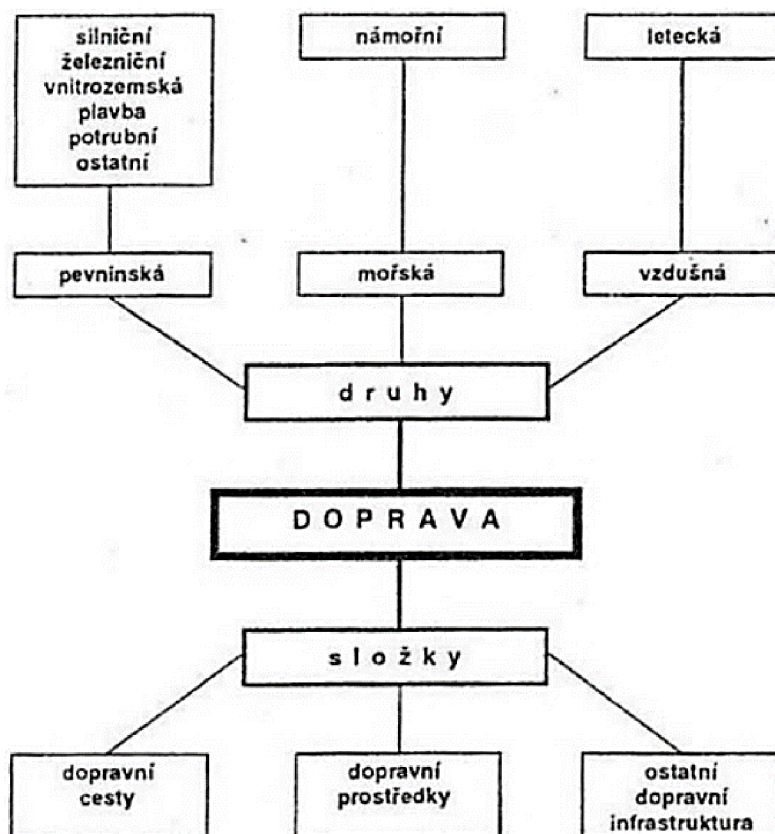 silniční
železniční
vnitrozemská
plavba
potrubní
ostatní
námořní
letecká
pevninská
mořská
vzdušná
druhy
DOPRAVA
složky
dopravní
cesty
dopravní
prostředky
ostatní
dopravní
infrastruktura